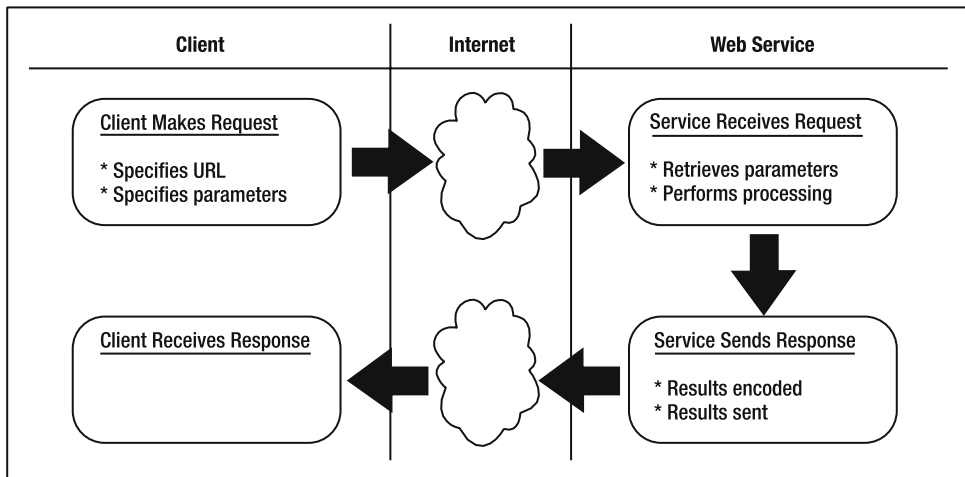 Client
Internet
Web Service
Client Makes Request
* Specifies URL
* Specifies parameters
Service Receives Request
* Retrieves parameters
* Performs processing
Client Receives Response
Service Sends Response
* Results encoded
* Results sent